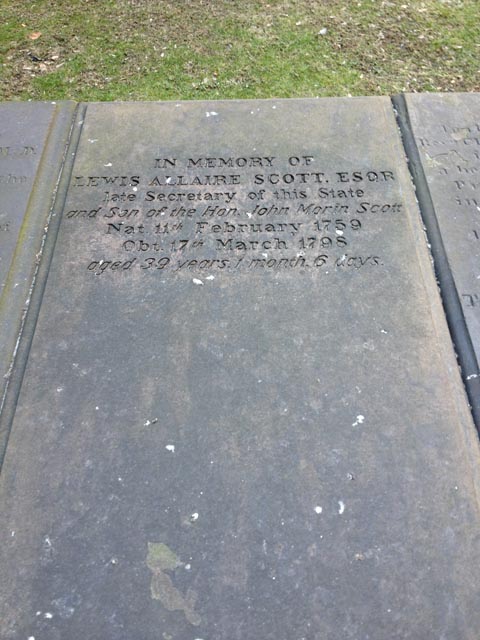 IN MEMORY OF
LEWIS ALLAIRE SCOTT, ESQR
late Secretary of this State
and Son of the Hon. John Morin Scott
Nat 11th February 1759
Obt. 17th March 1798
aged 39 years, 1 month, 6 days.